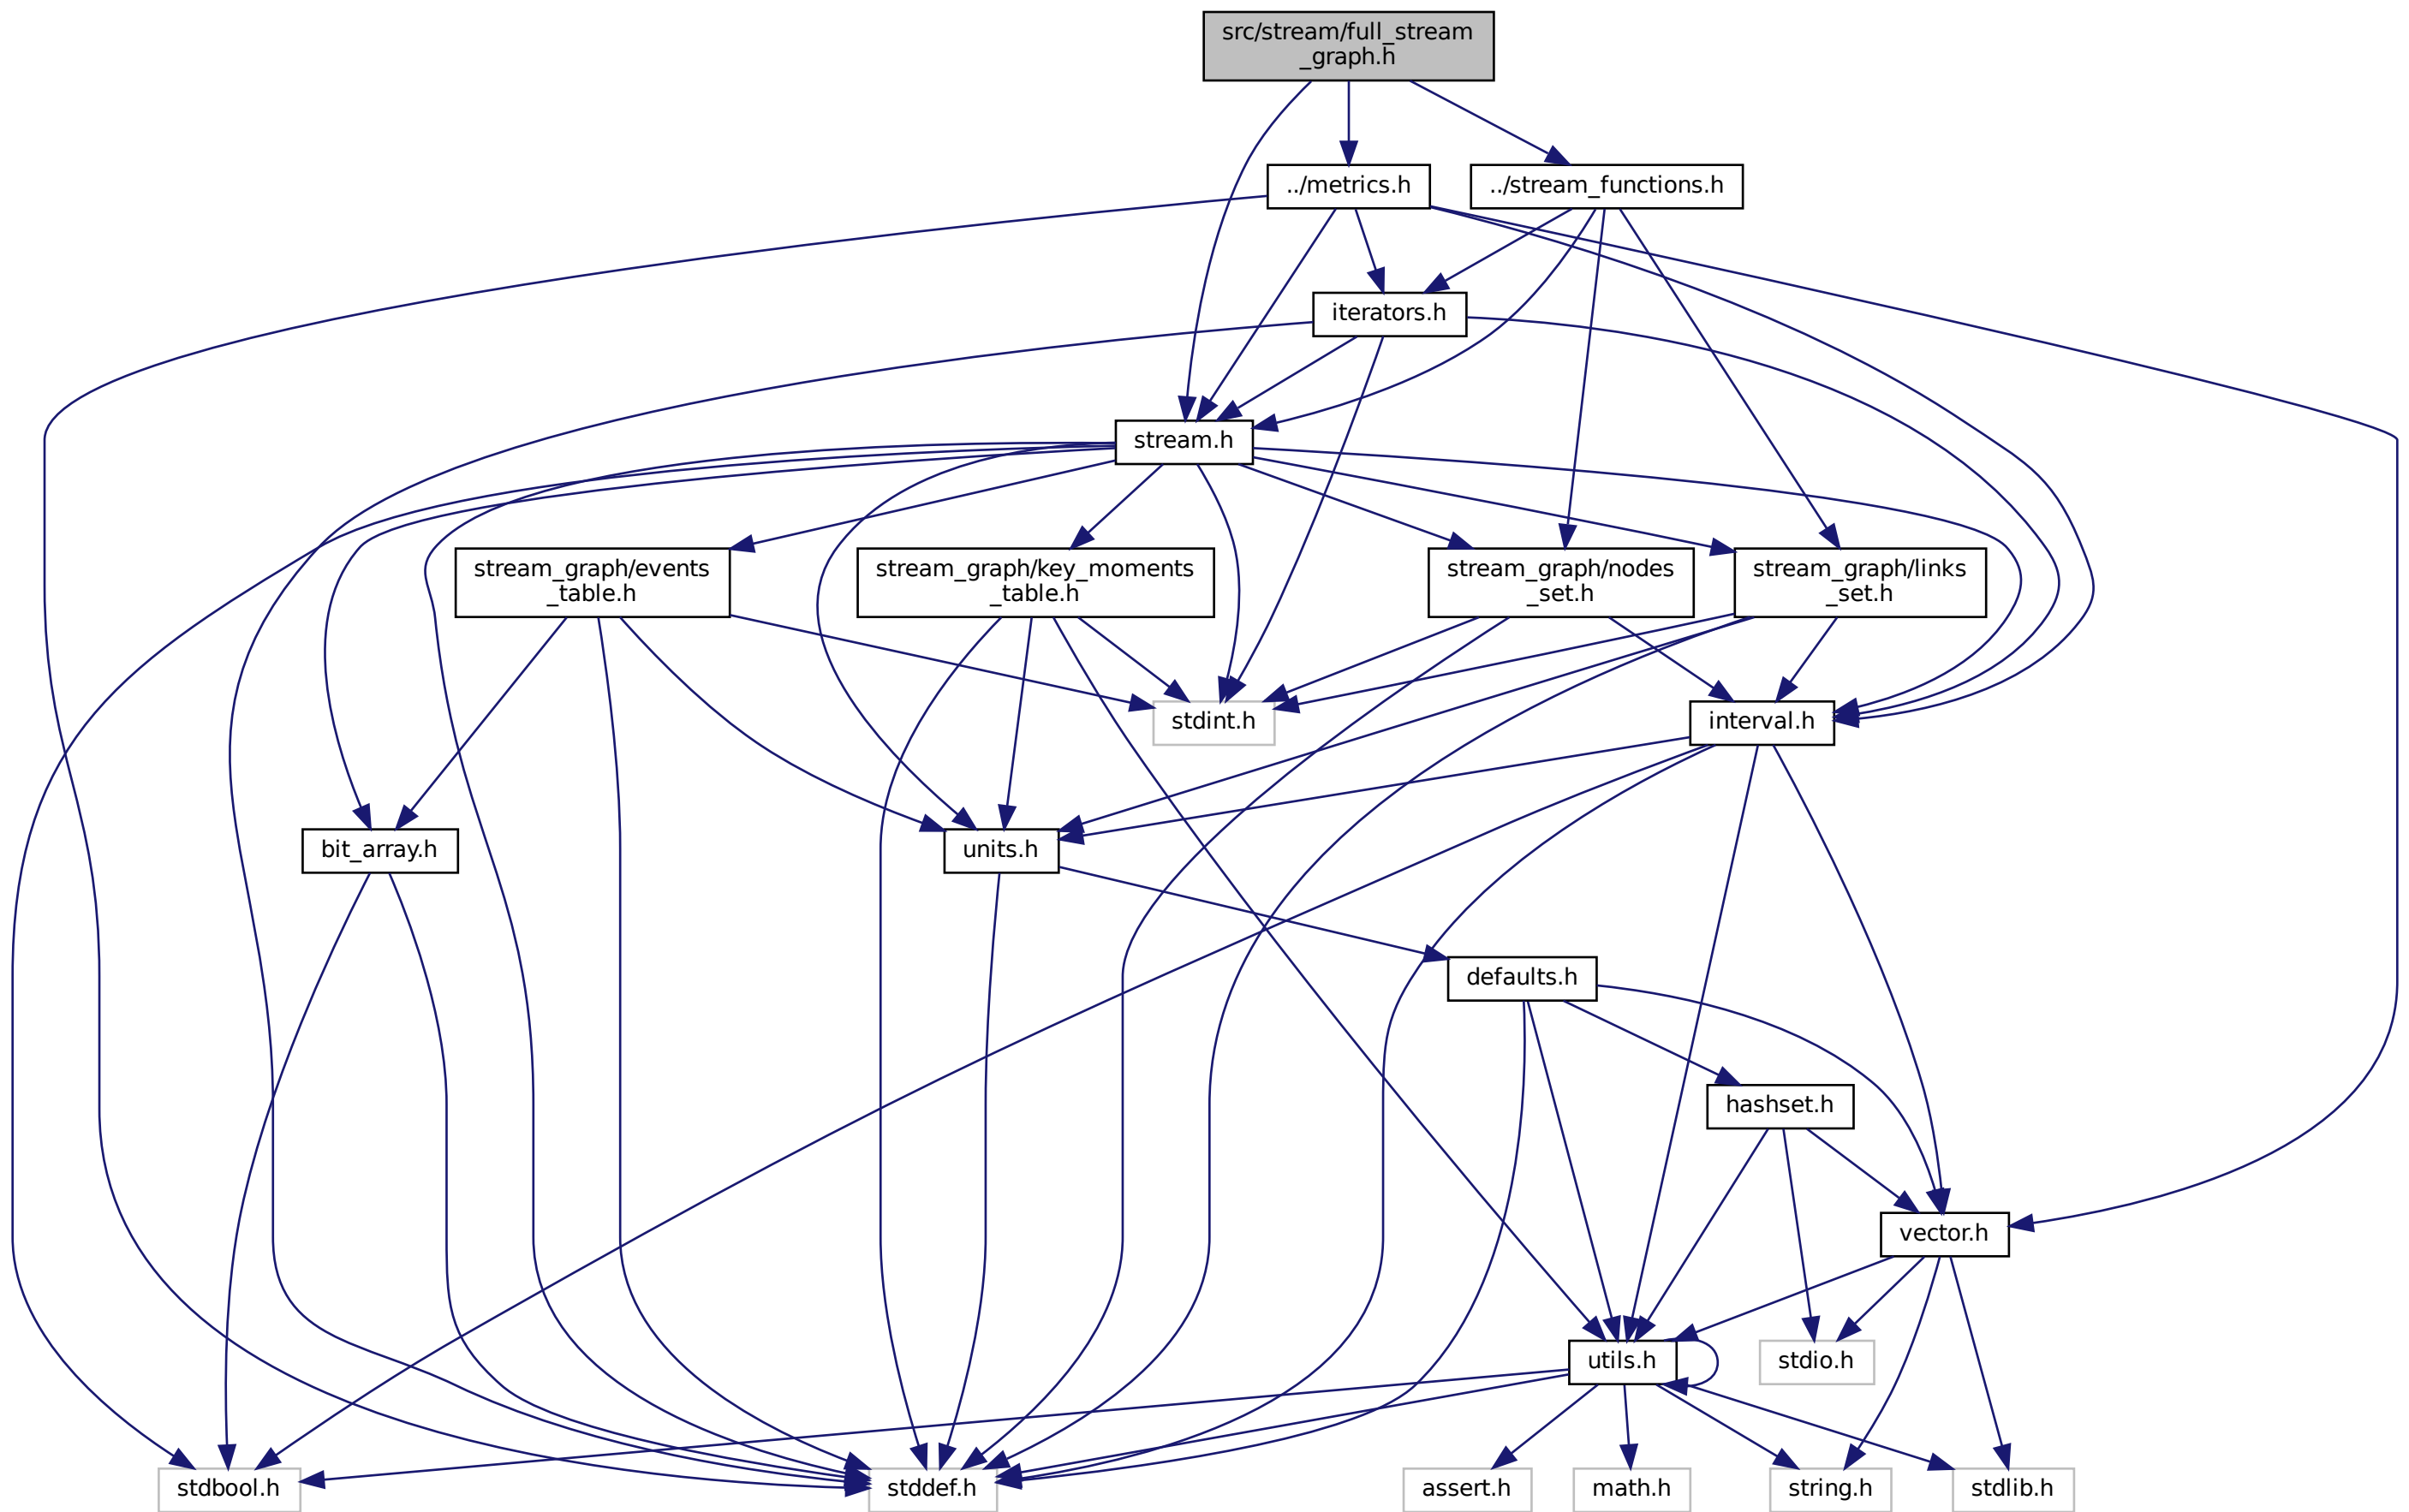 src/stream/full_stream
_graph.h
../metrics.h
../stream_functions.h
iterators.h
stream.h
stream_graph/events
_table.h
stream_graph/key_moments
_table.h
stream_graph/nodes
_set.h
stream_graph/links
_set.h
stdint.h
interval.h
bit_array.h
units.h
defaults.h
hashset.h
vector.h
utils.h
stdio.h
stdbool.h
stddef.h
assert.h
math.h
string.h
stdlib.h